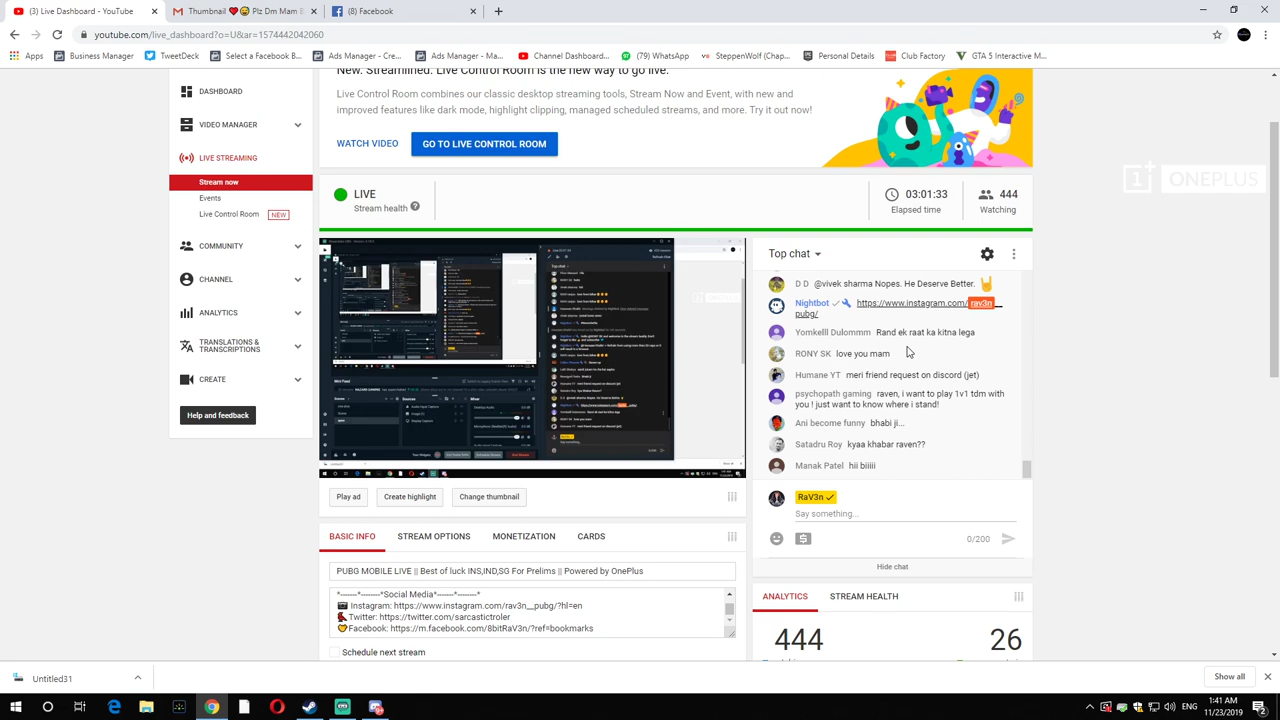 (3) Live Dashboard - YouTube
Thumbnail ❤😄 Plz Dm Mam B
(8) Facebook
youtube.com/live_dashboard?o=U&ar=1574442042060
Apps
Business Manager
TweetDeck
Select a Facebook B...
Ads Manager - Cre...
Ads Manager - Ma...
Channel Dashboard...
(79) WhatsApp
SteppenWolf (Chap...
Personal Details
Club Factory
GTA 5 Interactive M...
New. Streamlined. Live Control Room is the new way to go live.
Live Control Room combines our classic desktop streaming tools, Stream Now and Event, with new and
improved features like dark mode, highlight clipping, managed scheduled streams, and more. Try it out now!
WATCH VIDEO
GO TO LIVE CONTROL ROOM
DASHBOARD
VIDEO MANAGER
LIVE STREAMING
Stream now
Events
Live Control Room NEW
COMMUNITY
CHANNEL
ANALYTICS
TRANSLATIONS &
TRANSCRIPTIONS
CREATE
Help and feedback
ONEPLUS
LIVE
Stream health
03:01:33
Elapsed time
444
Watching
Top chat
D D @vivek sharma Nopes. He Deserve Better. 🤘
Nightbot https://www.instagram.com/rav3n__
pubg/
Yomkelll Dulommm Rand ek raat ka kitna lega
RONY SK love you mam
Humane YT meri friend request on discord (jet)
psychopath gaming raven, i want to play 1v1 tdm with
you ! just want to know where i stand!
Ani become funny bhabi ji...
Satadru Roy kyaa khabar raven??
Manak Patel hii biiiii
RaV3n
Say something...
0/200
Hide chat
Play ad
Create highlight
Change thumbnail
BASIC INFO
STREAM OPTIONS
MONETIZATION
CARDS
PUBG MOBILE LIVE || Best of luck INS,IND,SG For Prelims || Powered by OnePlus
*-------*--------*Social Media*-------*--------*
Instagram: https://www.instagram.com/rav3n__pubg/?hl=en
Twitter: https://twitter.com/sarcastictroler
Facebook: https://m.facebook.com/8bitRaV3n/?ref=bookmarks
Schedule next stream
ANALYTICS
STREAM HEALTH
444
26
Untitled31
Show all
ENG
1:41 AM
11/23/2019